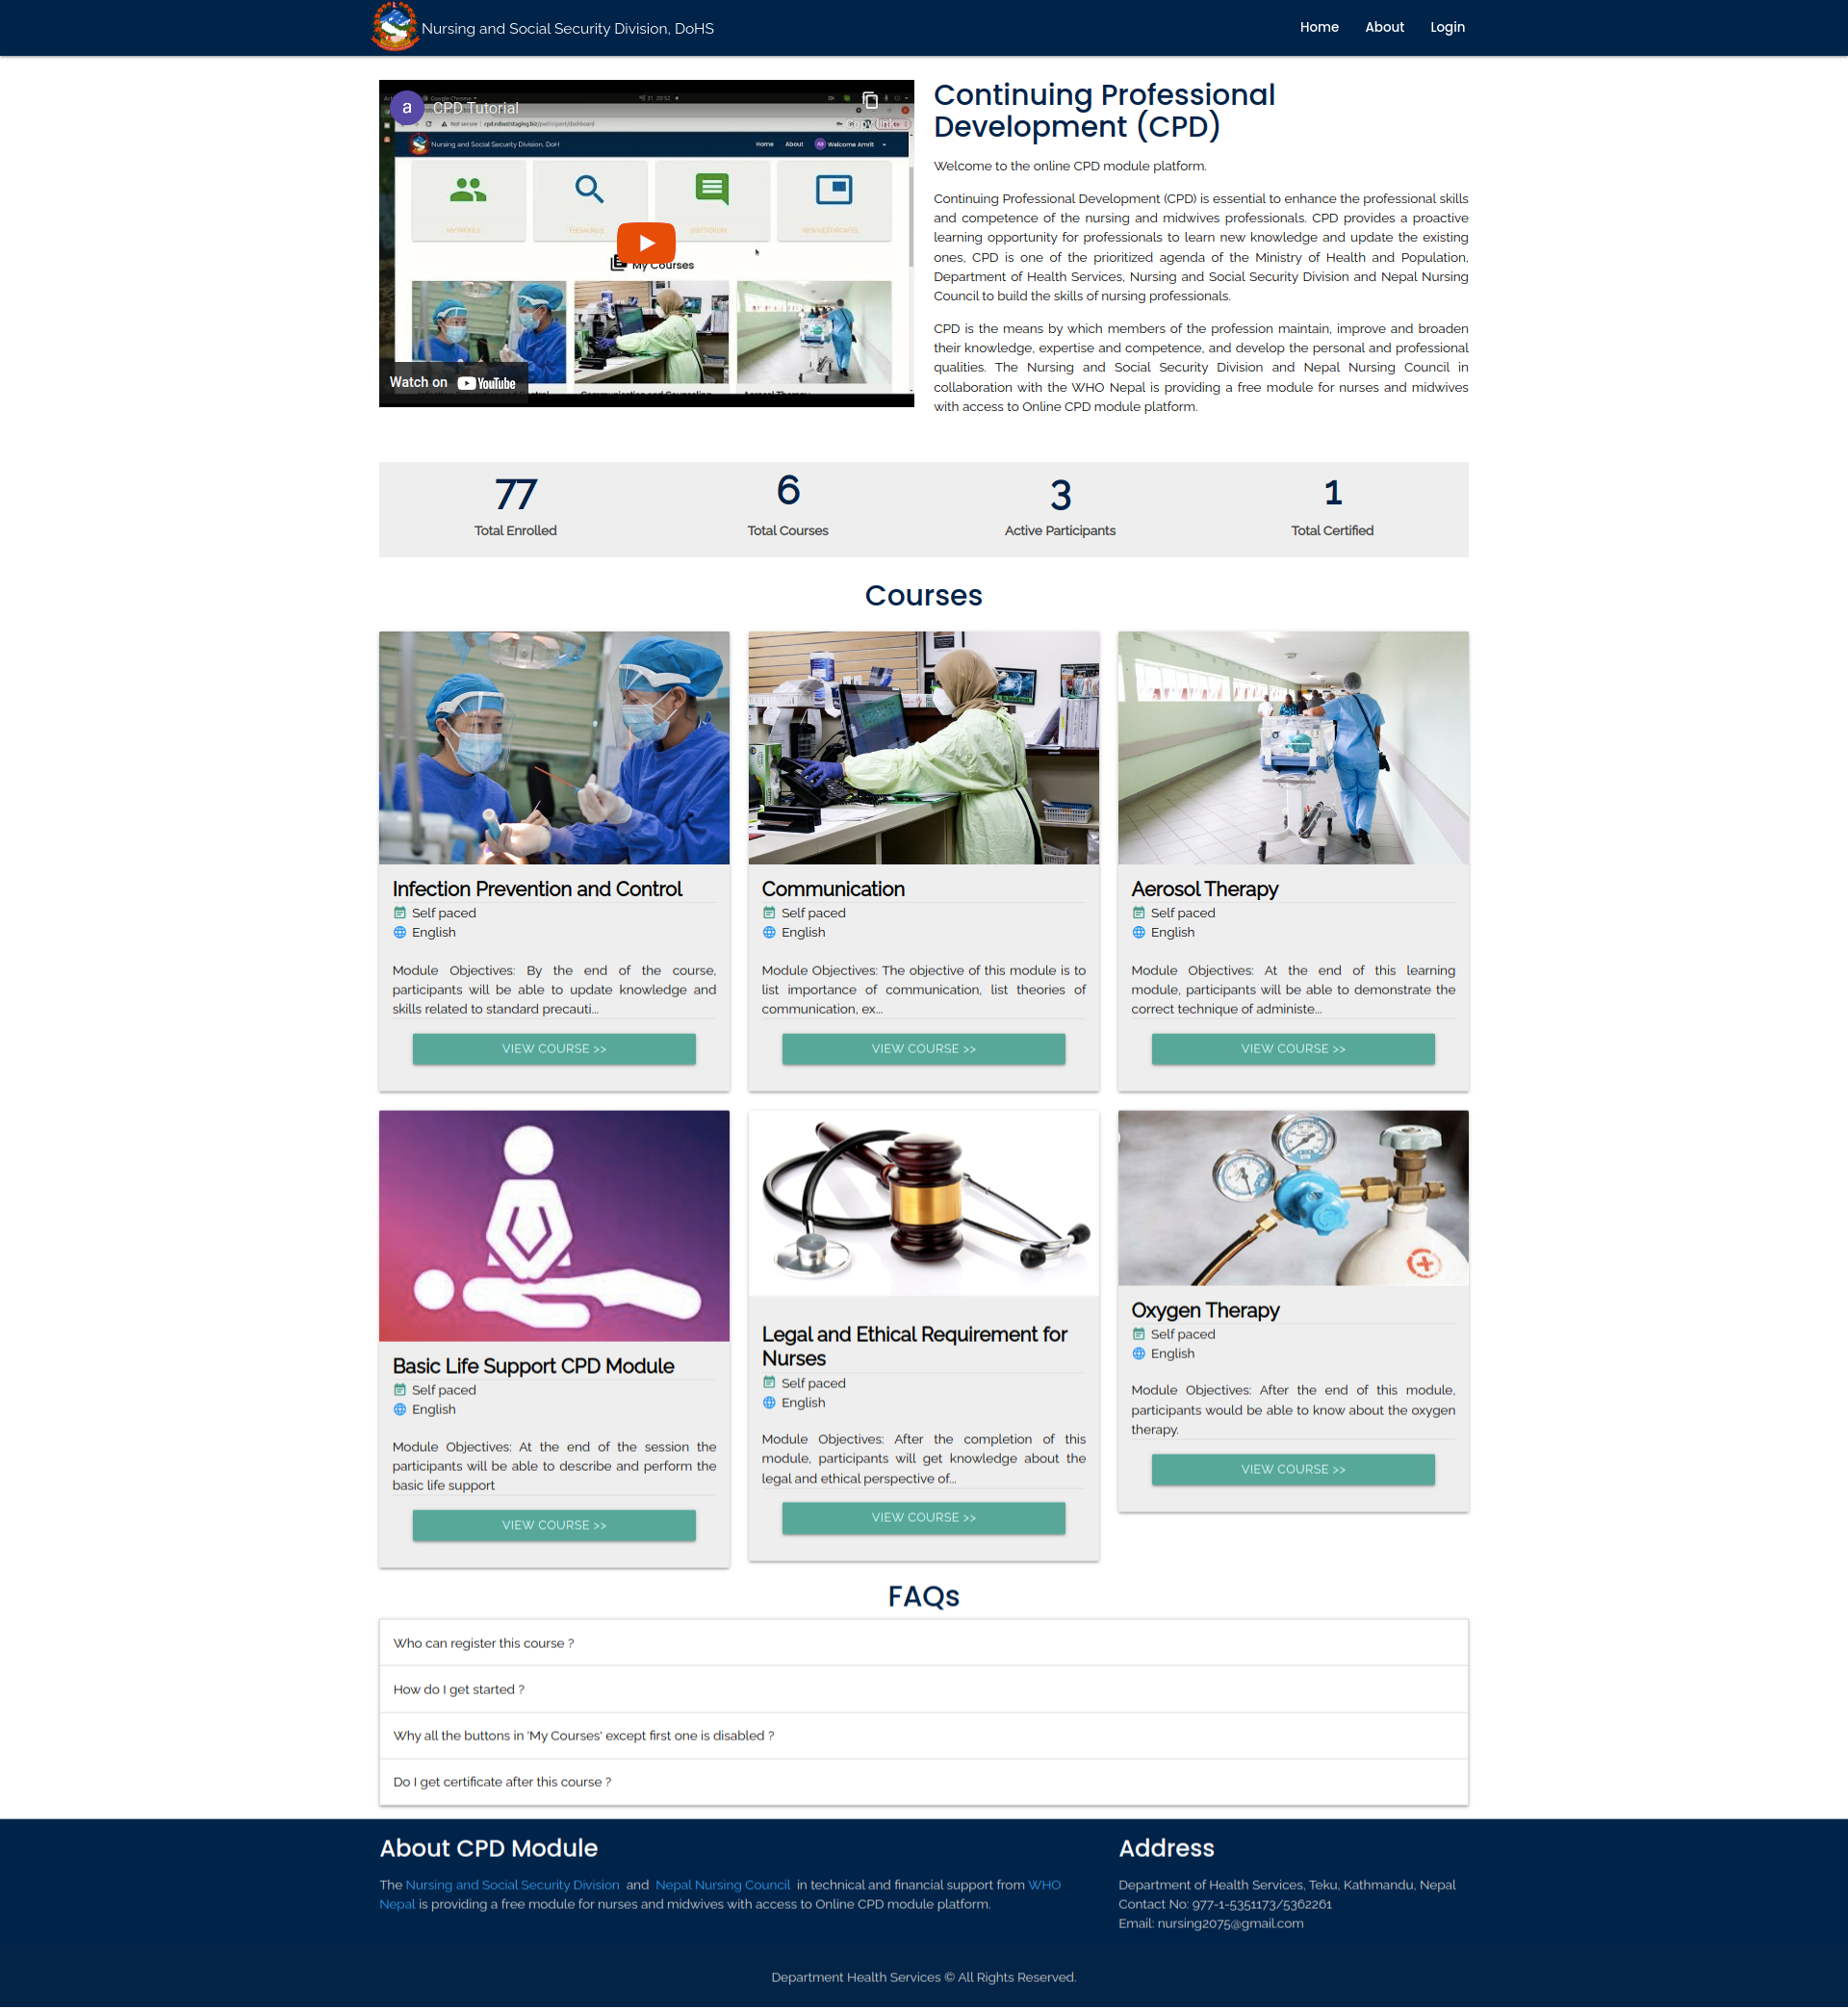 Nursing and Social Security Division, DoHS
Home About Login
CPD Tutorial
Google Chrome
Not secure | cpd.robuststaging.biz/participant/dashboard
Nursing and Social Security Division, DoH
Home About Welcome Amrit
MY PROFILE
THESAURUS
VISIT FORUM
VIEW CERTIFICATES
My Courses
Watch on YouTube
Communication and Counseling
Aerosol Therapy
Continuing Professional
Development (CPD)
Welcome to the online CPD module platform.
Continuing Professional Development (CPD) is essential to enhance the professional skills
and competence of the nursing and midwives professionals. CPD provides a proactive
learning opportunity for professionals to learn new knowledge and update the existing
ones, CPD is one of the prioritized agenda of the Ministry of Health and Population,
Department of Health Services, Nursing and Social Security Division and Nepal Nursing
Council to build the skills of nursing professionals.
CPD is the means by which members of the profession maintain, improve and broaden
their knowledge, expertise and competence, and develop the personal and professional
qualities. The Nursing and Social Security Division and Nepal Nursing Council in
collaboration with the WHO Nepal is providing a free module for nurses and midwives
with access to Online CPD module platform.
77
Total Enrolled
6
Total Courses
3
Active Participants
1
Total Certified
Courses
Infection Prevention and Control
Self paced
English
Module Objectives: By the end of the course,
participants will be able to update knowledge and
skills related to standard precauti...
VIEW COURSE >>
Communication
Self paced
English
Module Objectives: The objective of this module is to
list importance of communication, list theories of
communication, ex...
VIEW COURSE >>
Aerosol Therapy
Self paced
English
Module Objectives: At the end of this learning
module, participants will be able to demonstrate the
correct technique of administe...
VIEW COURSE >>
Basic Life Support CPD Module
Self paced
English
Module Objectives: At the end of the session the
participants will be able to describe and perform the
basic life support
VIEW COURSE >>
Legal and Ethical Requirement for
Nurses
Self paced
English
Module Objectives: After the completion of this
module, participants will get knowledge about the
legal and ethical perspective of...
VIEW COURSE >>
Oxygen Therapy
Self paced
English
Module Objectives: After the end of this module,
participants would be able to know about the oxygen
therapy.
VIEW COURSE >>
FAQs
Who can register this course ?
How do I get started ?
Why all the buttons in 'My Courses' except first one is disabled ?
Do I get certificate after this course ?
About CPD Module
The Nursing and Social Security Division and Nepal Nursing Council in technical and financial support from WHO
Nepal is providing a free module for nurses and midwives with access to Online CPD module platform.
Address
Department of Health Services, Teku, Kathmandu, Nepal
Contact No: 977-1-5351173/5362261
Email: nursing2075@gmail.com
Department Health Services © All Rights Reserved.